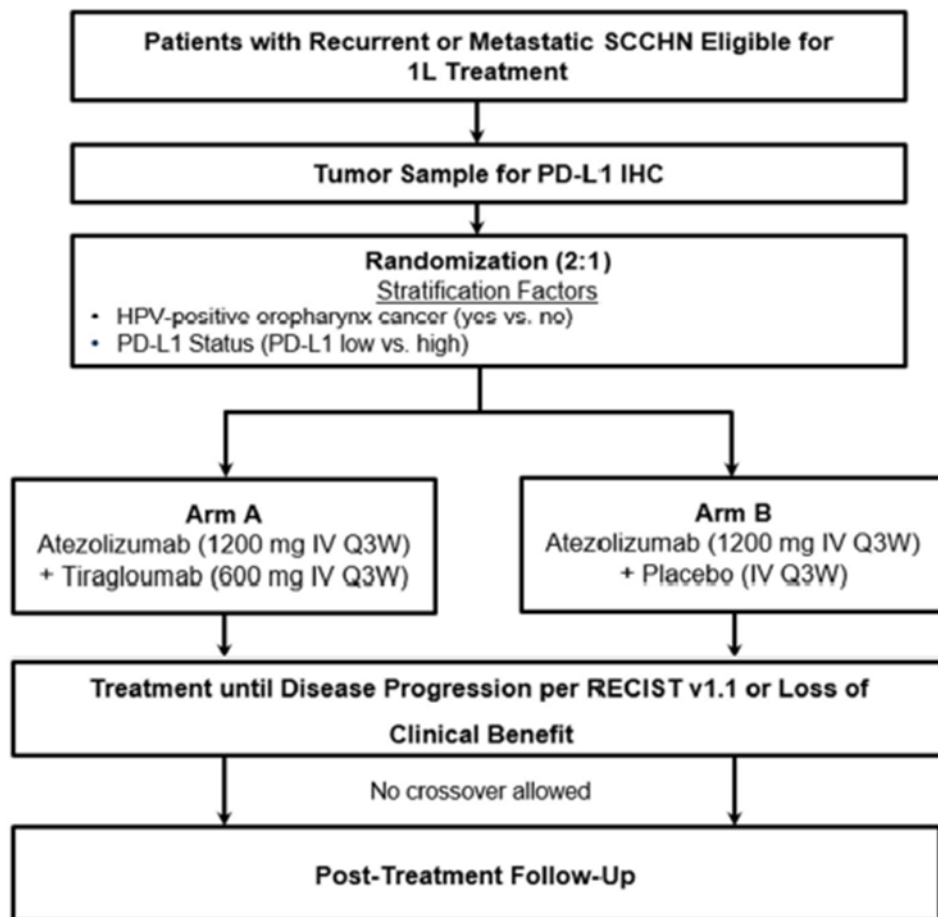 Patients with Recurrent or Metastatic SCCHN Eligible for
1L Treatment
Tumor Sample for PD-L1 IHC
Randomization (2:1)
Stratification Factors
• HPV-positive oropharynx cancer (yes vs. no)
• PD-L1 Status (PD-L1 low vs. high)
Arm A
Atezolizumab (1200 mg IV Q3W)
+ Tiragloumab (600 mg IV Q3W)
Arm B
Atezolizumab (1200 mg IV Q3W)
+ Placebo (IV Q3W)
Treatment until Disease Progression per RECIST v1.1 or Loss of
Clinical Benefit
No crossover allowed
Post-Treatment Follow-Up